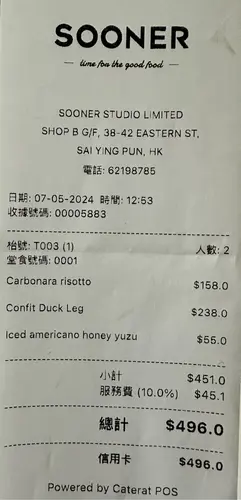 SOONER
— time for the good food —
SOONER STUDIO LIMITED
SHOP B G/F, 38-42 EASTERN ST,
SAI YING PUN, HK
電話: 62198785
日期: 07-05-2024 時間: 12:53
收據號碼: 00005883
枱號: T003 (1) 人數: 2
堂食號碼: 0001
Carbonara risotto $158.0
Confit Duck Leg $238.0
Iced americano honey yuzu $55.0
小計 $451.0
服務費 (10.0%) $45.1
總計 $496.0
信用卡 $496.0
Powered by Caterat POS